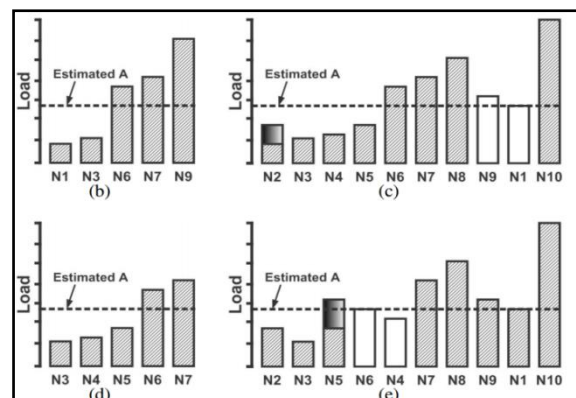 Load
Estimated A
N1 N3 N6 N7 N9
(b)
Load
Estimated A
N2 N3 N4 N5 N6 N7 N8 N9 N1 N10
(c)
Load
Estimated A
N3 N4 N5 N6 N7
(d)
Load
Estimated A
N2 N3 N5 N6 N4 N7 N8 N9 N1 N10
(e)